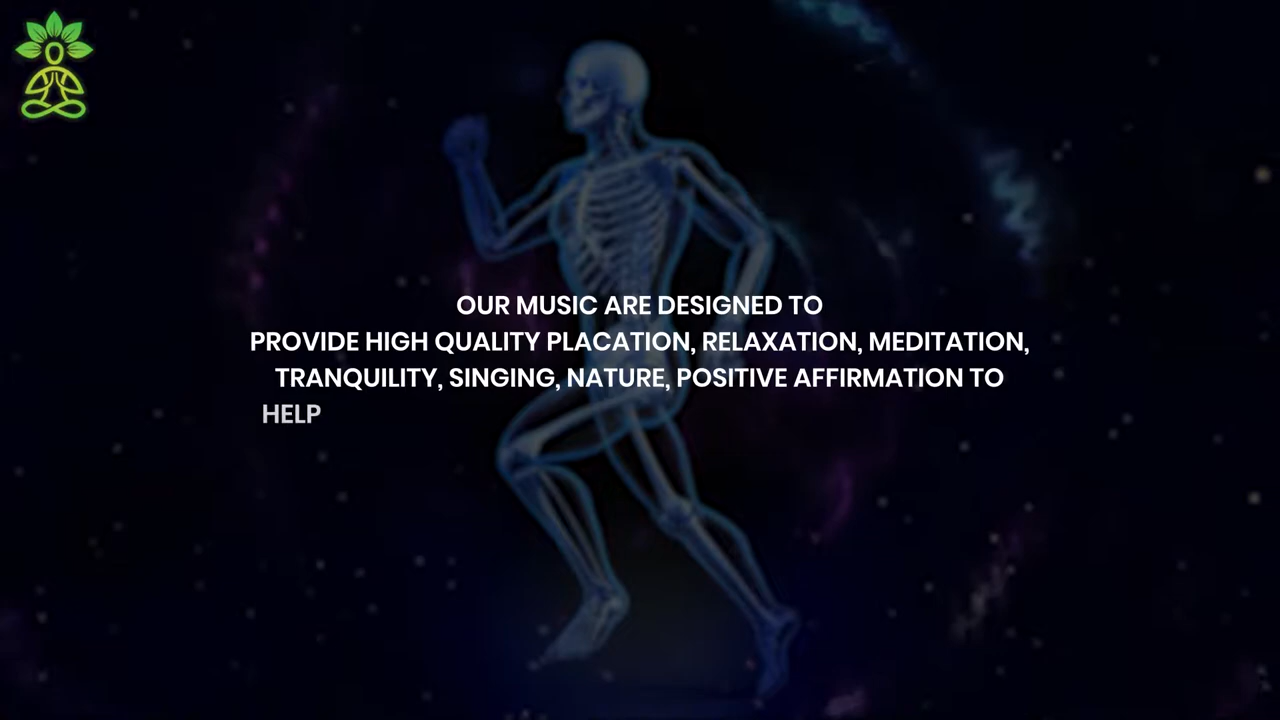 OUR MUSIC ARE DESIGNED TO
PROVIDE HIGH QUALITY PLACATION, RELAXATION, MEDITATION,
TRANQUILITY, SINGING, NATURE, POSITIVE AFFIRMATION TO
HELP